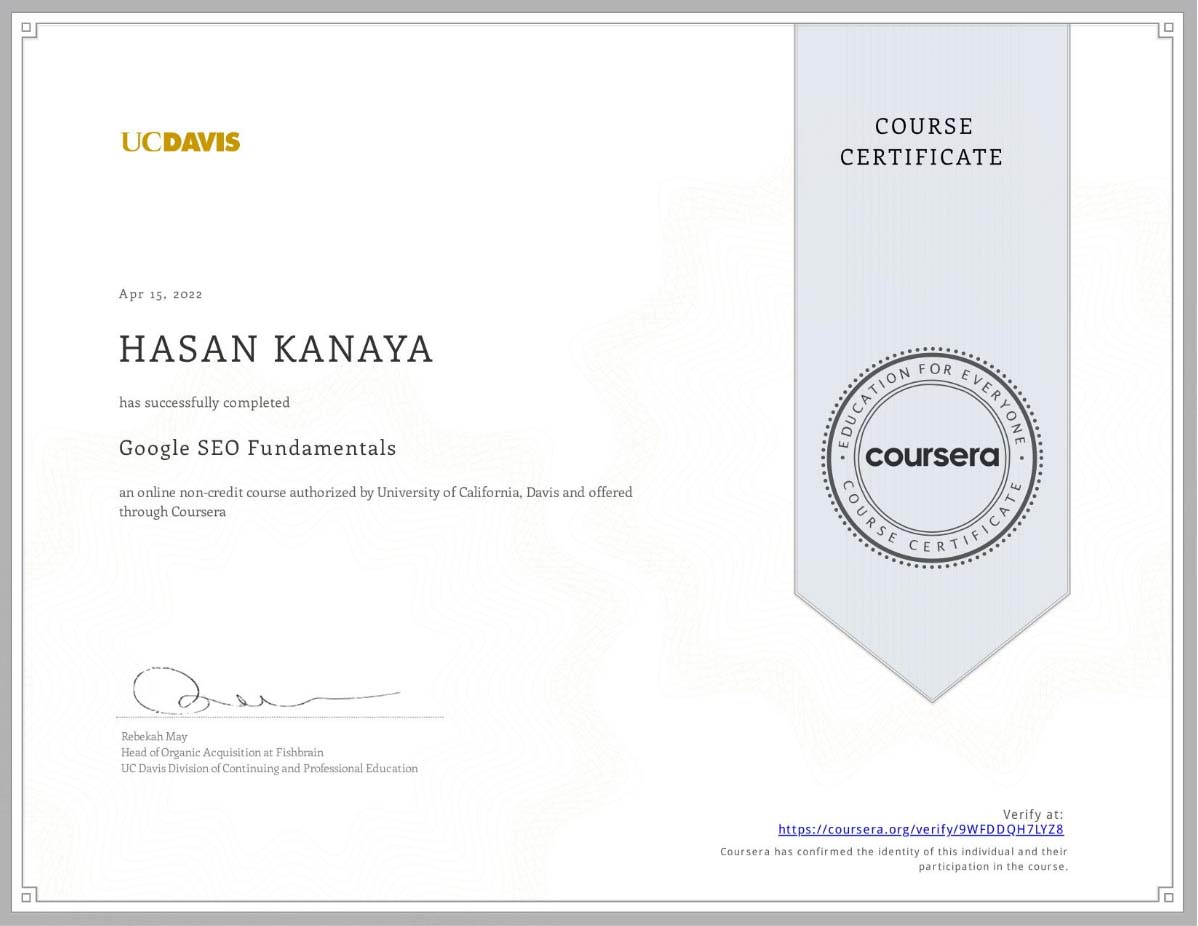 UCDAVIS
COURSE
CERTIFICATE
Apr 15, 2022
HASAN KANAYA
has successfully completed
Google SEO Fundamentals
an online non-credit course authorized by University of California, Davis and offered
through Coursera
EDUCATION FOR EVERYONE
coursera
COURSE CERTIFICATE
Rebekah May
Head of Organic Acquisition at Fishbrain
UC Davis Division of Continuing and Professional Education
Verify at:
https://coursera.org/verify/9WFDDQH7LYZ8
Coursera has confirmed the identity of this individual and their
participation in the course.